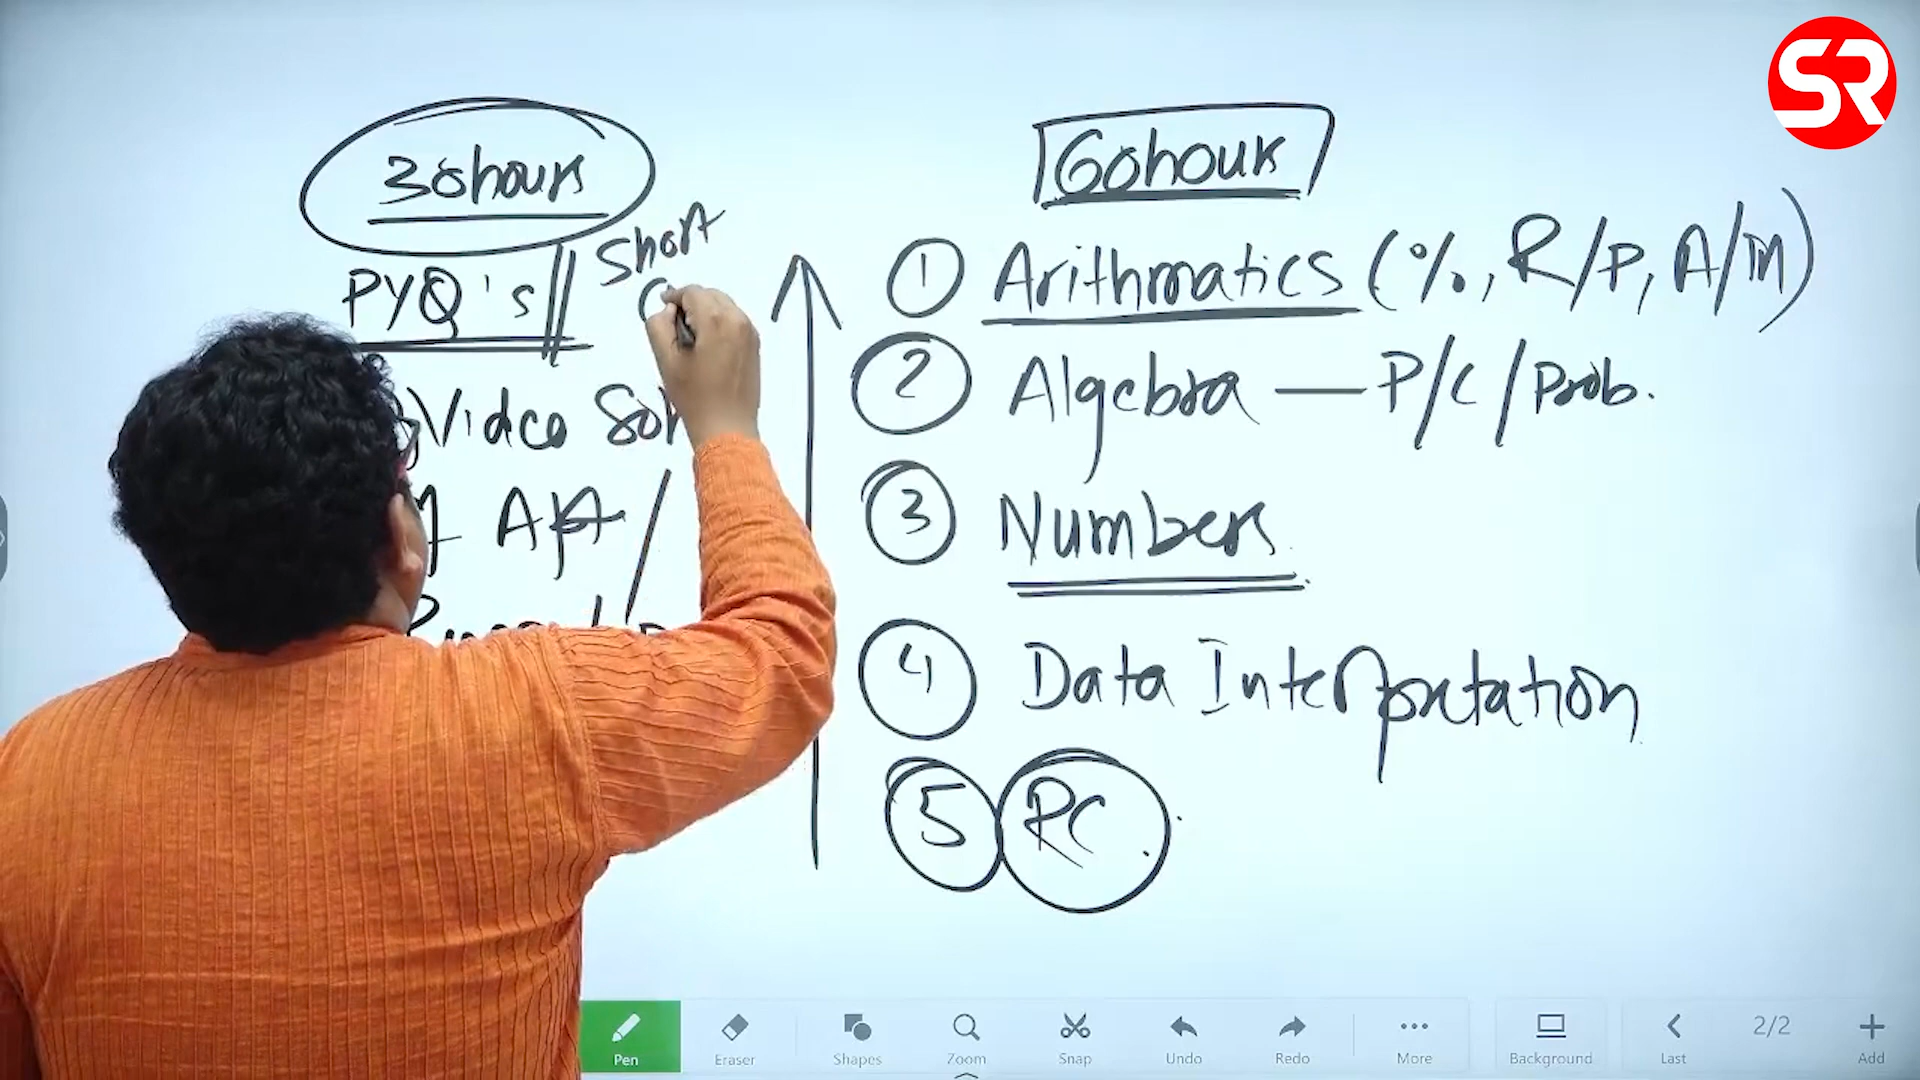 SR
30hours
PYQ's
Short
Video Sol
App /
60hours
1 Arithmatics (%, R/P, A/M)
2 Algebra — P/C / Prob.
3 Numbers
4 Data Interpretation
5 RC
Pen Eraser Shapes Zoom Snap Undo Redo More Background Last 2/2 Add